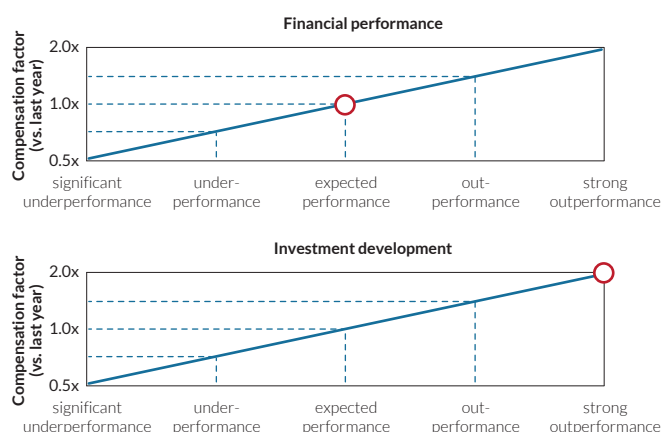 Financial performance
Compensation factor
(vs. last year)
2.0x
1.0x
0.5x
significant
underperformance
under-
performance
expected
performance
out-
performance
strong
outperformance
Investment development
Compensation factor
(vs. last year)
2.0x
1.0x
0.5x
significant
underperformance
under-
performance
expected
performance
out-
performance
strong
outperformance